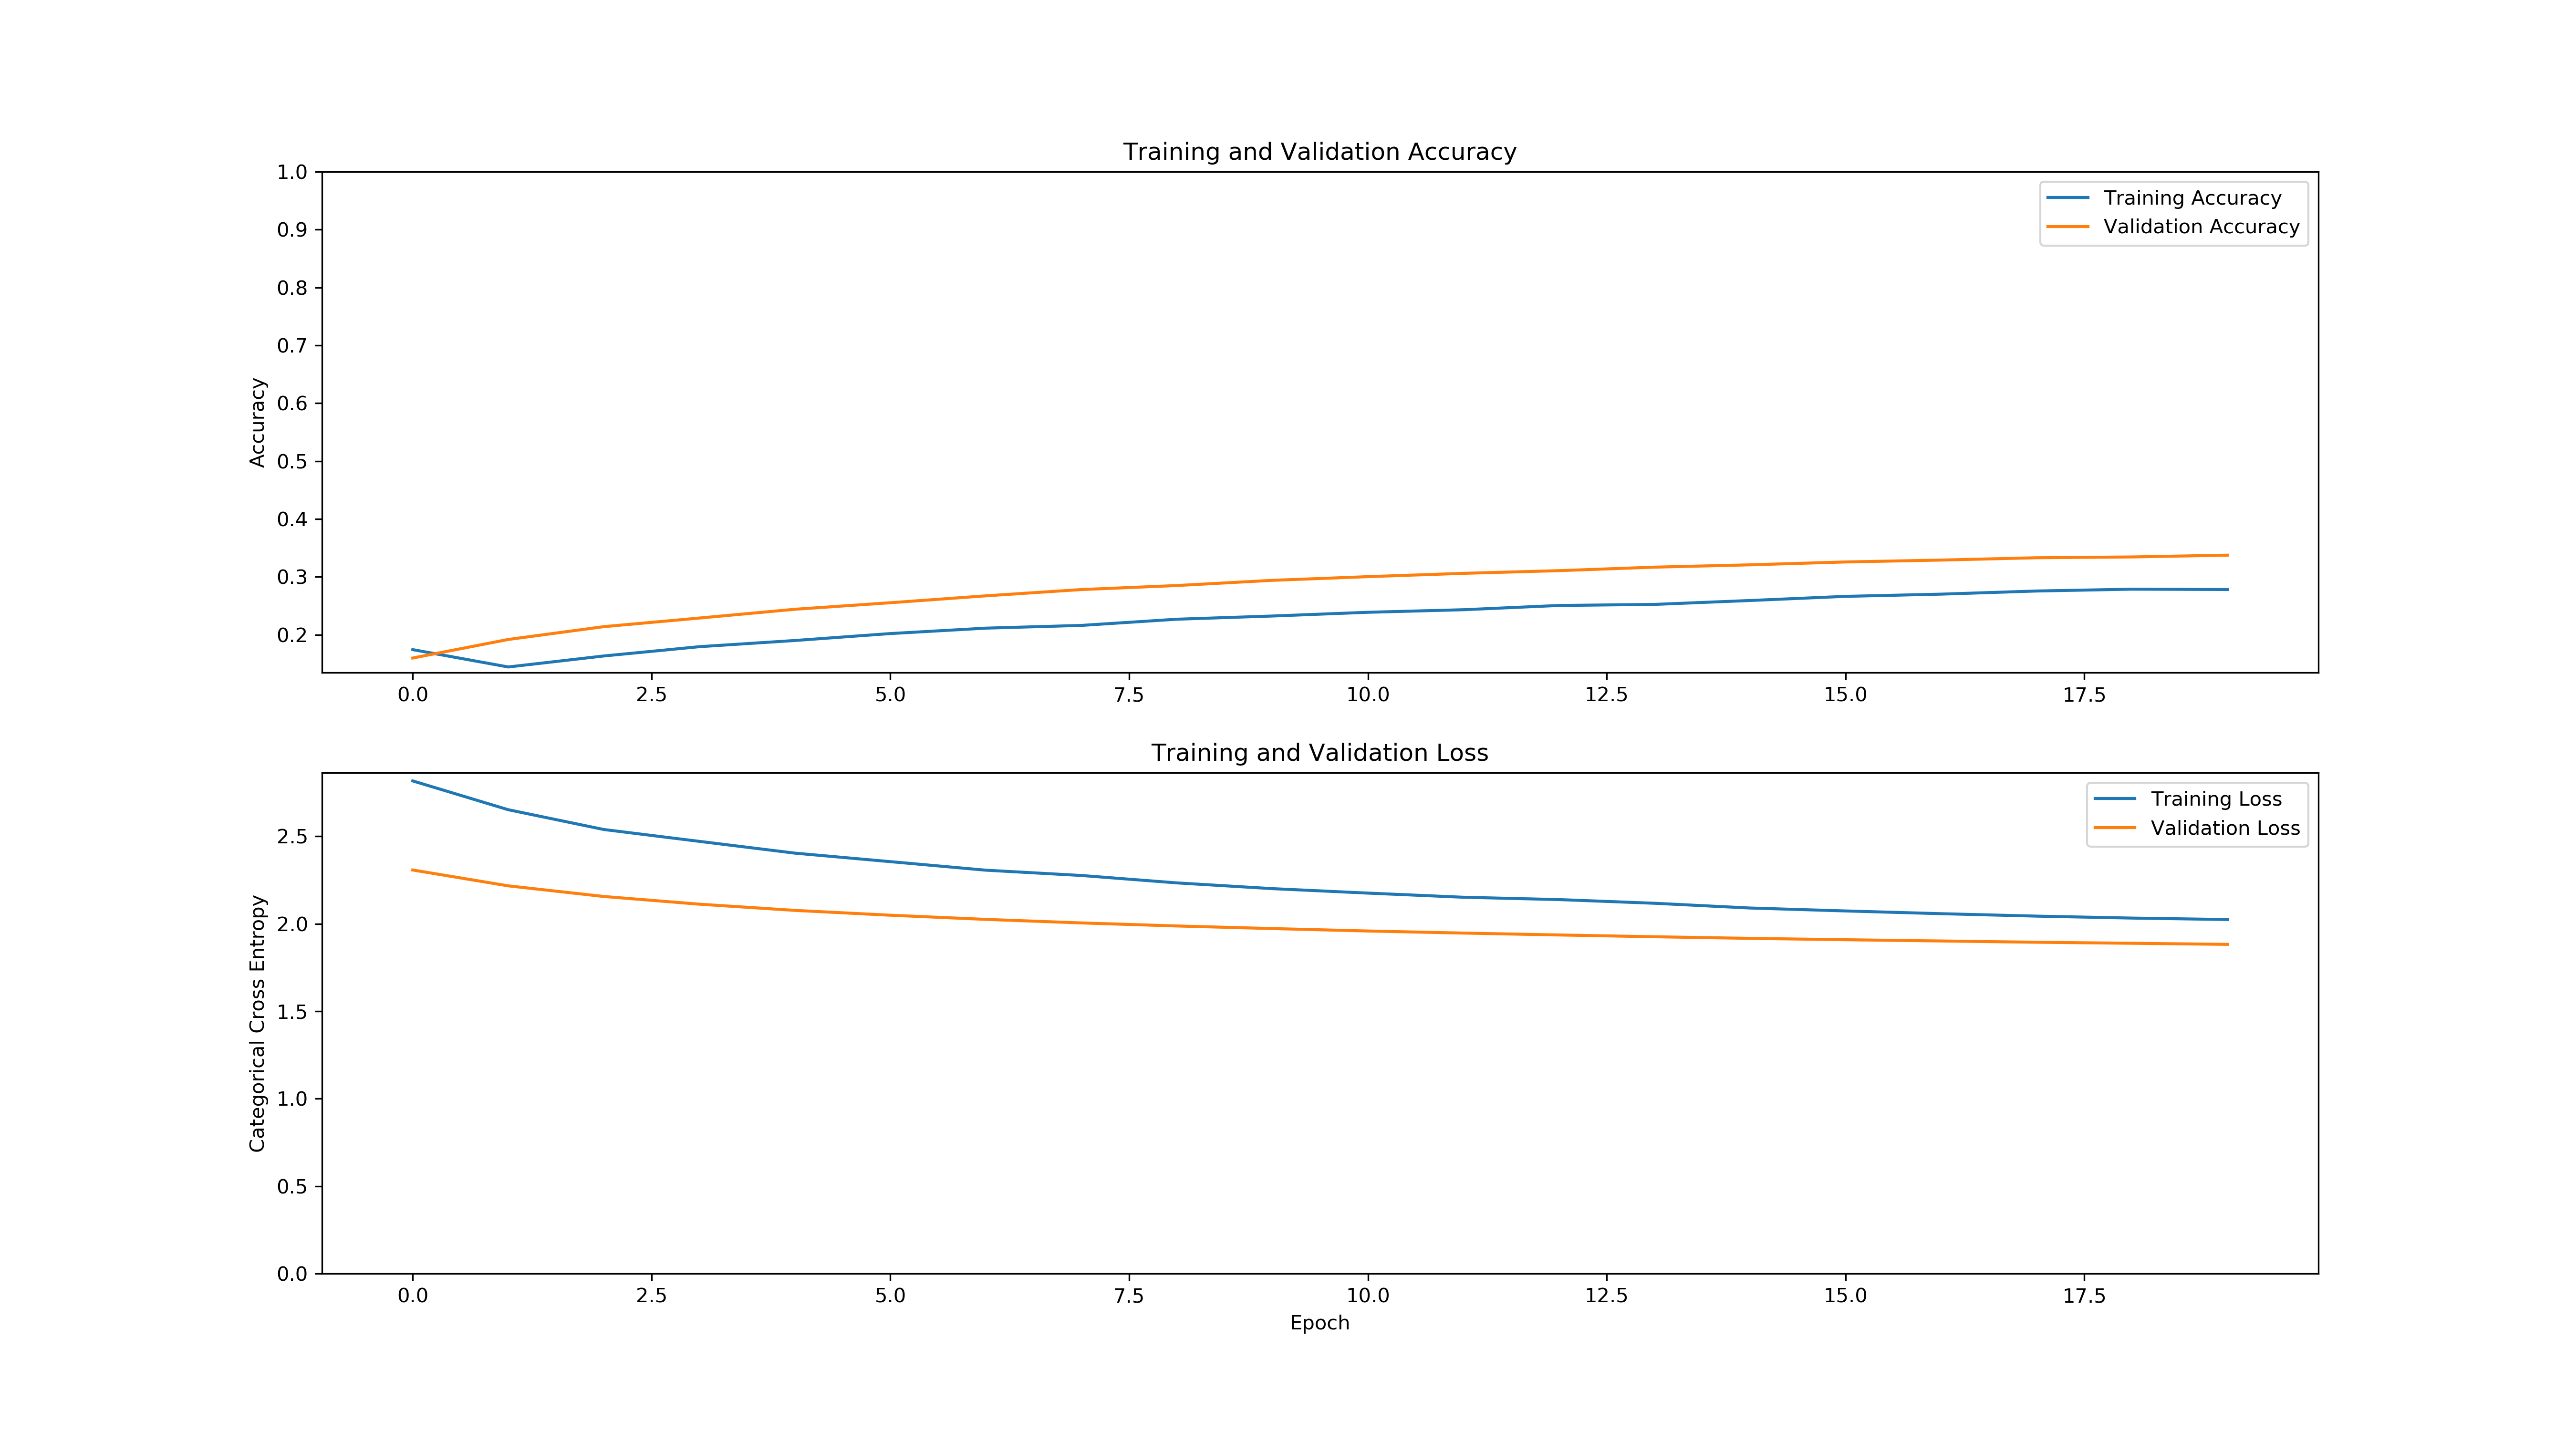 Training and Validation Accuracy
1.0
0.9
0.8
0.7
0.6
0.5
0.4
0.3
0.2
Accuracy
Training Accuracy
Validation Accuracy
0.0 2.5 5.0 7.5 10.0 12.5 15.0 17.5
Training and Validation Loss
2.5
2.0
1.5
1.0
0.5
0.0
Categorical Cross Entropy
Training Loss
Validation Loss
0.0 2.5 5.0 7.5 10.0 12.5 15.0 17.5
Epoch